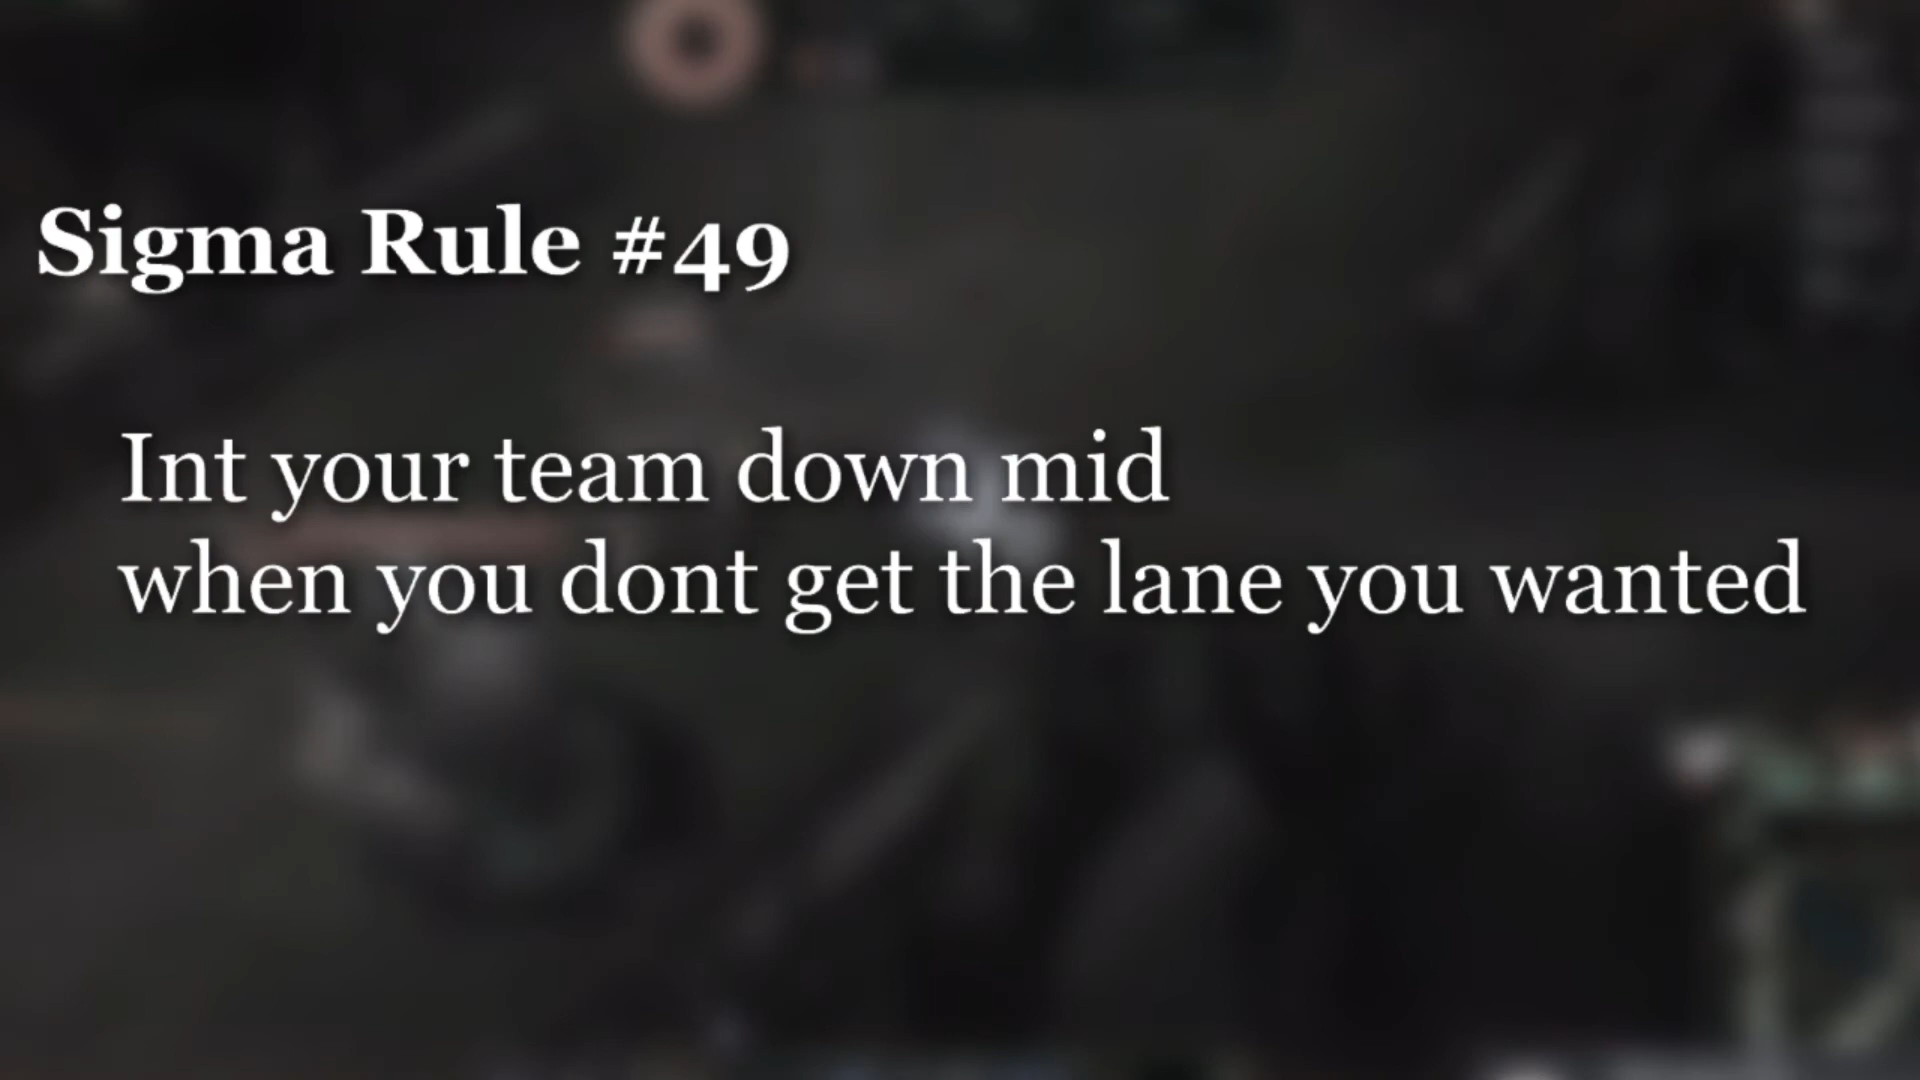 Sigma Rule #49
Int your team down mid
when you dont get the lane you wanted